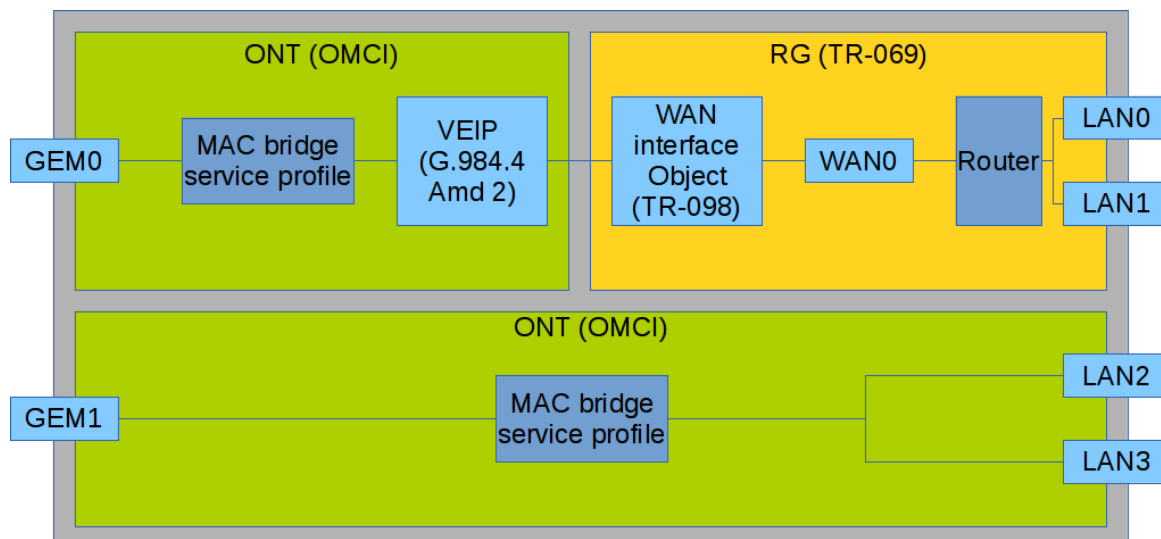 ONT (OMCI)
RG (TR-069)
GEM0
MAC bridge
service profile
VEIP
(G.984.4
Amd 2)
WAN
interface
Object
(TR-098)
WAN0
Router
LAN0
LAN1
ONT (OMCI)
GEM1
MAC bridge
service profile
LAN2
LAN3